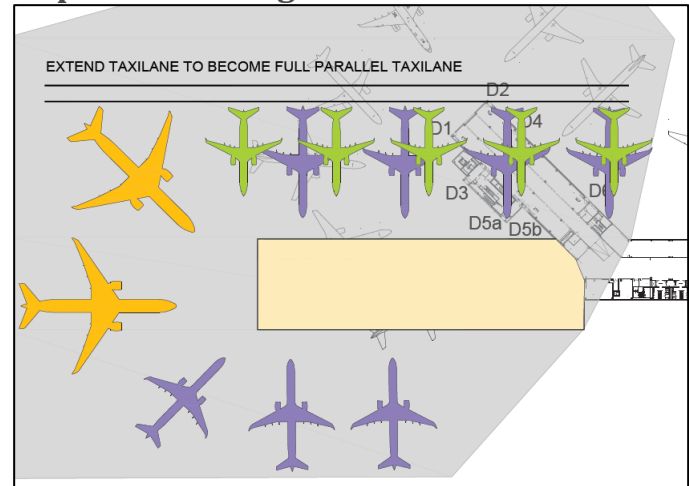 EXTEND TAXILANE TO BECOME FULL PARALLEL TAXILANE
D2
D1
D4
D3
D6
D5a
D5b